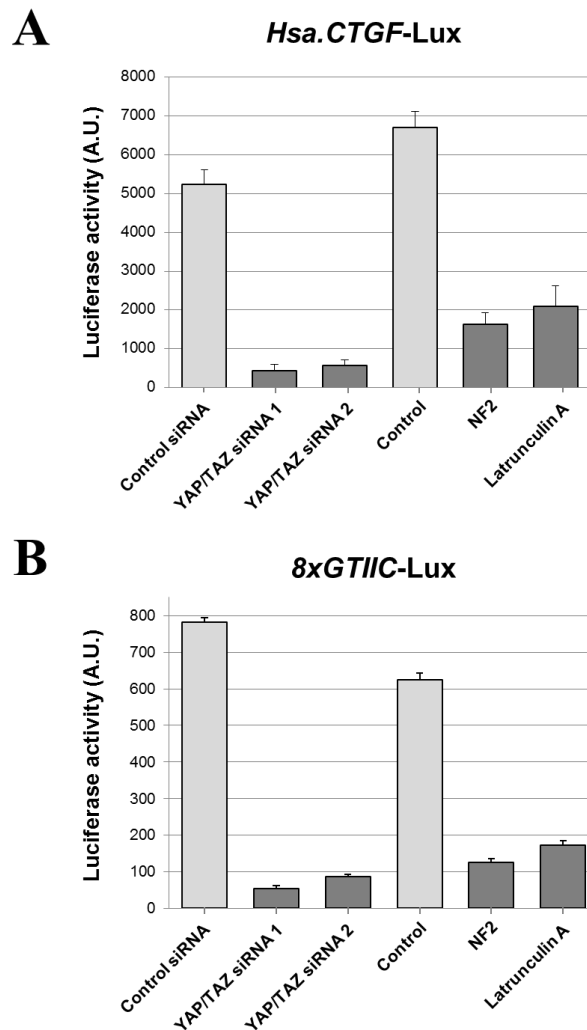 A
Hsa.CTGF-Lux
Luciferase activity (A.U.)
8000
7000
6000
5000
4000
3000
2000
1000
0
Control siRNA
YAP/TAZ siRNA 1
YAP/TAZ siRNA 2
Control
NF2
Latrunculin A
B
8xGTIIC-Lux
Luciferase activity (A.U.)
800
700
600
500
400
300
200
100
0
Control siRNA
YAP/TAZ siRNA 1
YAP/TAZ siRNA 2
Control
NF2
Latrunculin A